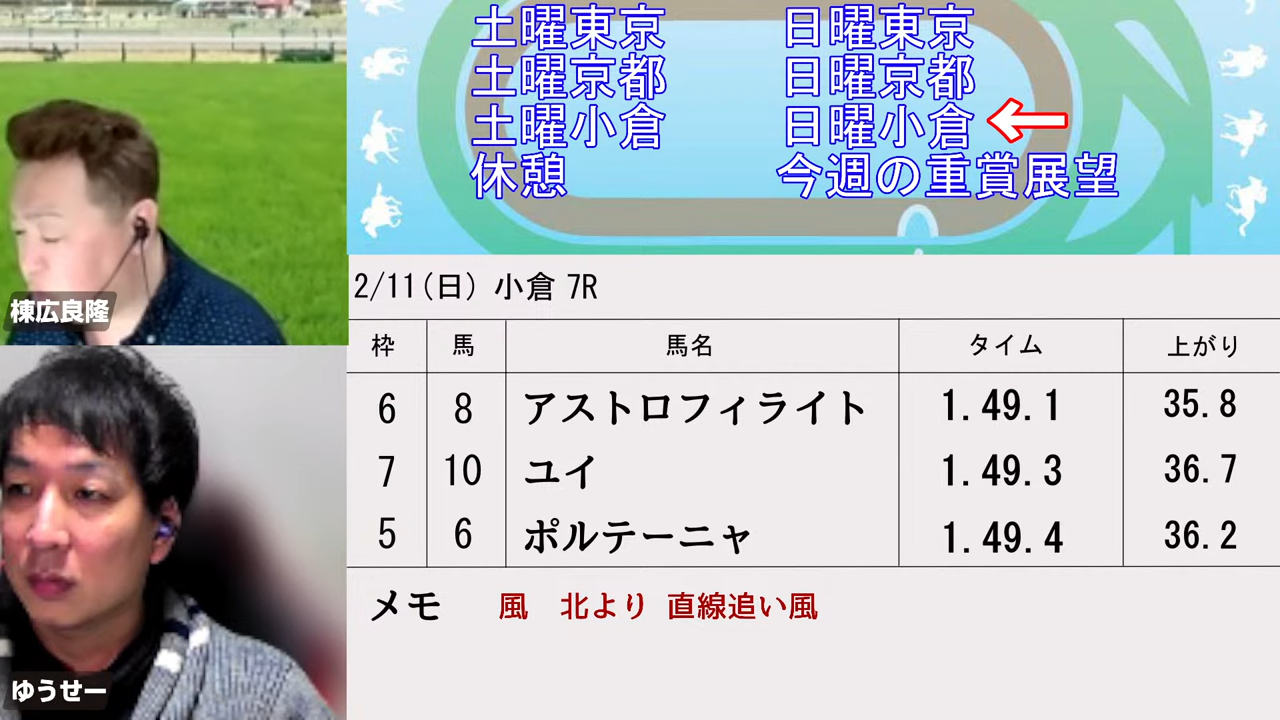 土曜東京 日曜東京
土曜京都 日曜京都
土曜小倉 日曜小倉
休憩 今週の重賞展望
2/11(日) 小倉 7R
枠 馬 馬名 タイム 上がり
6 8 アストロフィライト 1.49.1 35.8
7 10 ユイ 1.49.3 36.7
5 6 ポルテーニャ 1.49.4 36.2
メモ 風 北より 直線追い風
棟広良隆
ゆうせー